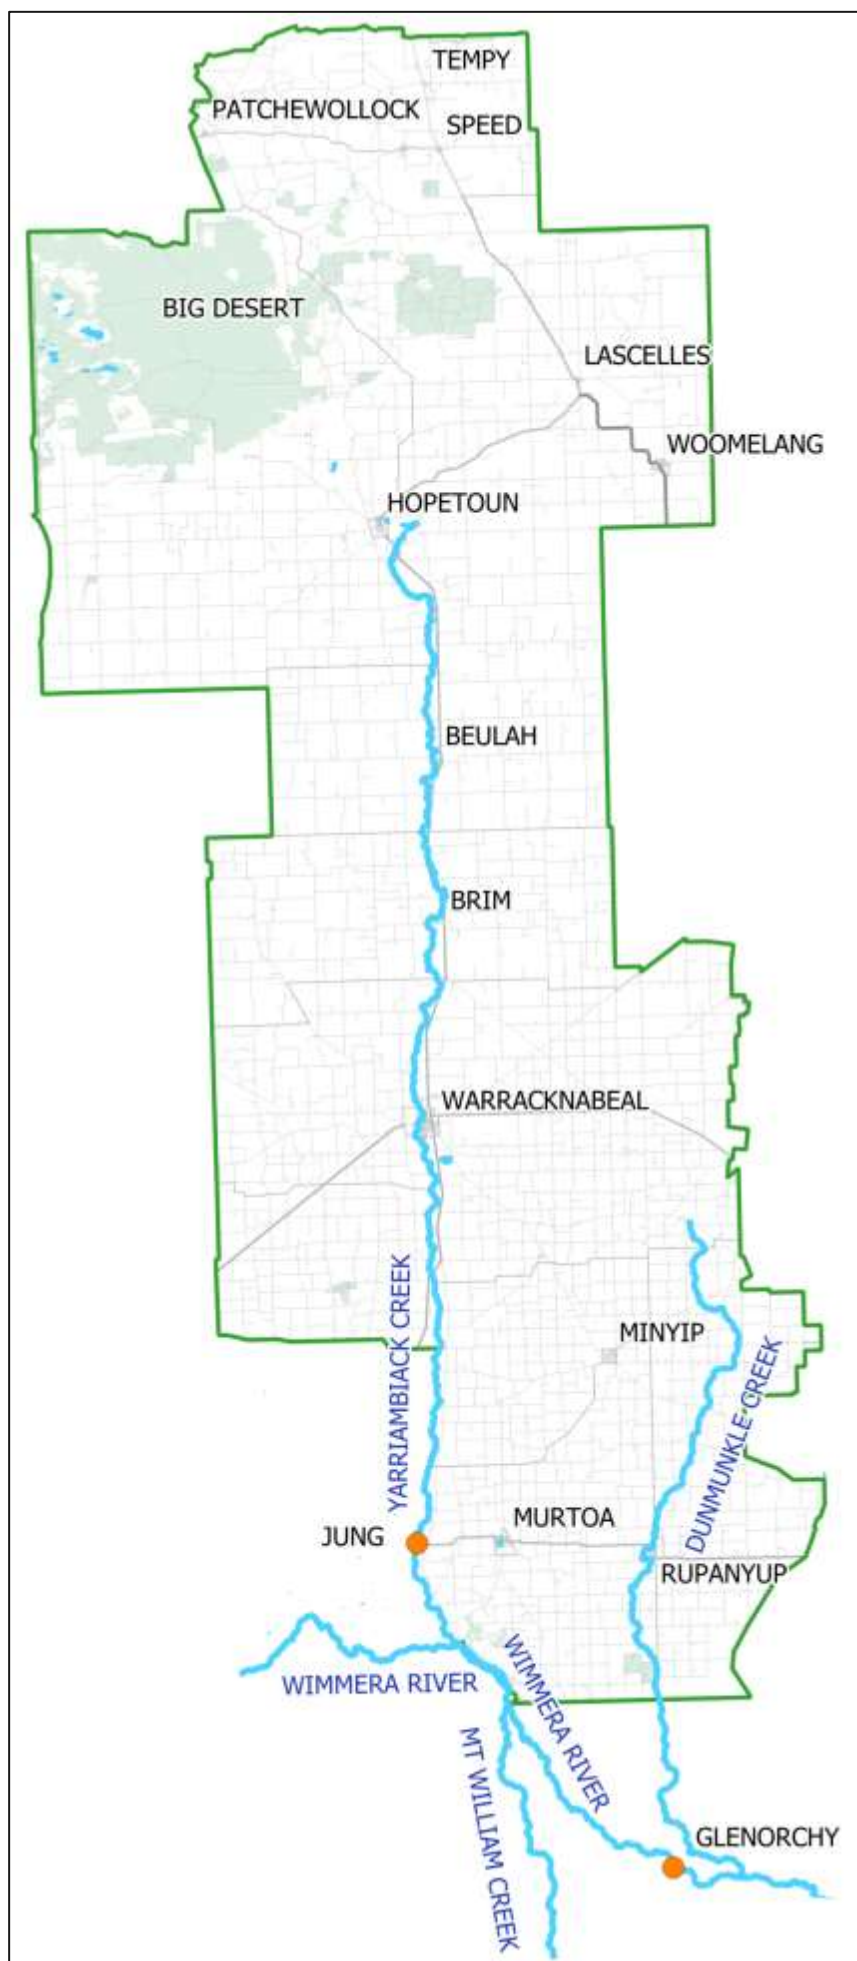 TEMPY
PATCHEWOLLOCK
SPEED
BIG DESERT
LASCELLES
WOOMELANG
HOPETOUN
BEULAH
BRIM
WARRACKNABEAL
YARRIAMBIACK CREEK
MINYIP
DUNMUNKLE CREEK
MURTOA
JUNG
RUPANYUP
WIMMERA RIVER
WIMMERA RIVER
MT WILLIAM CREEK
GLENORCHY